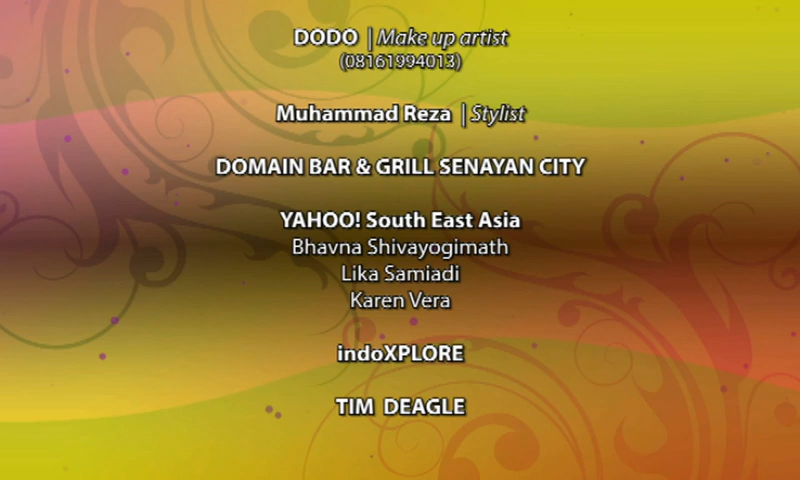 DODO | Make up artist
(08161994013)
Muhammad Reza | Stylist
DOMAIN BAR & GRILL SENAYAN CITY
YAHOO! South East Asia
Bhavna Shivayogimath
Lika Samiadi
Karen Vera
indoXPLORE
TIM DEAGLE